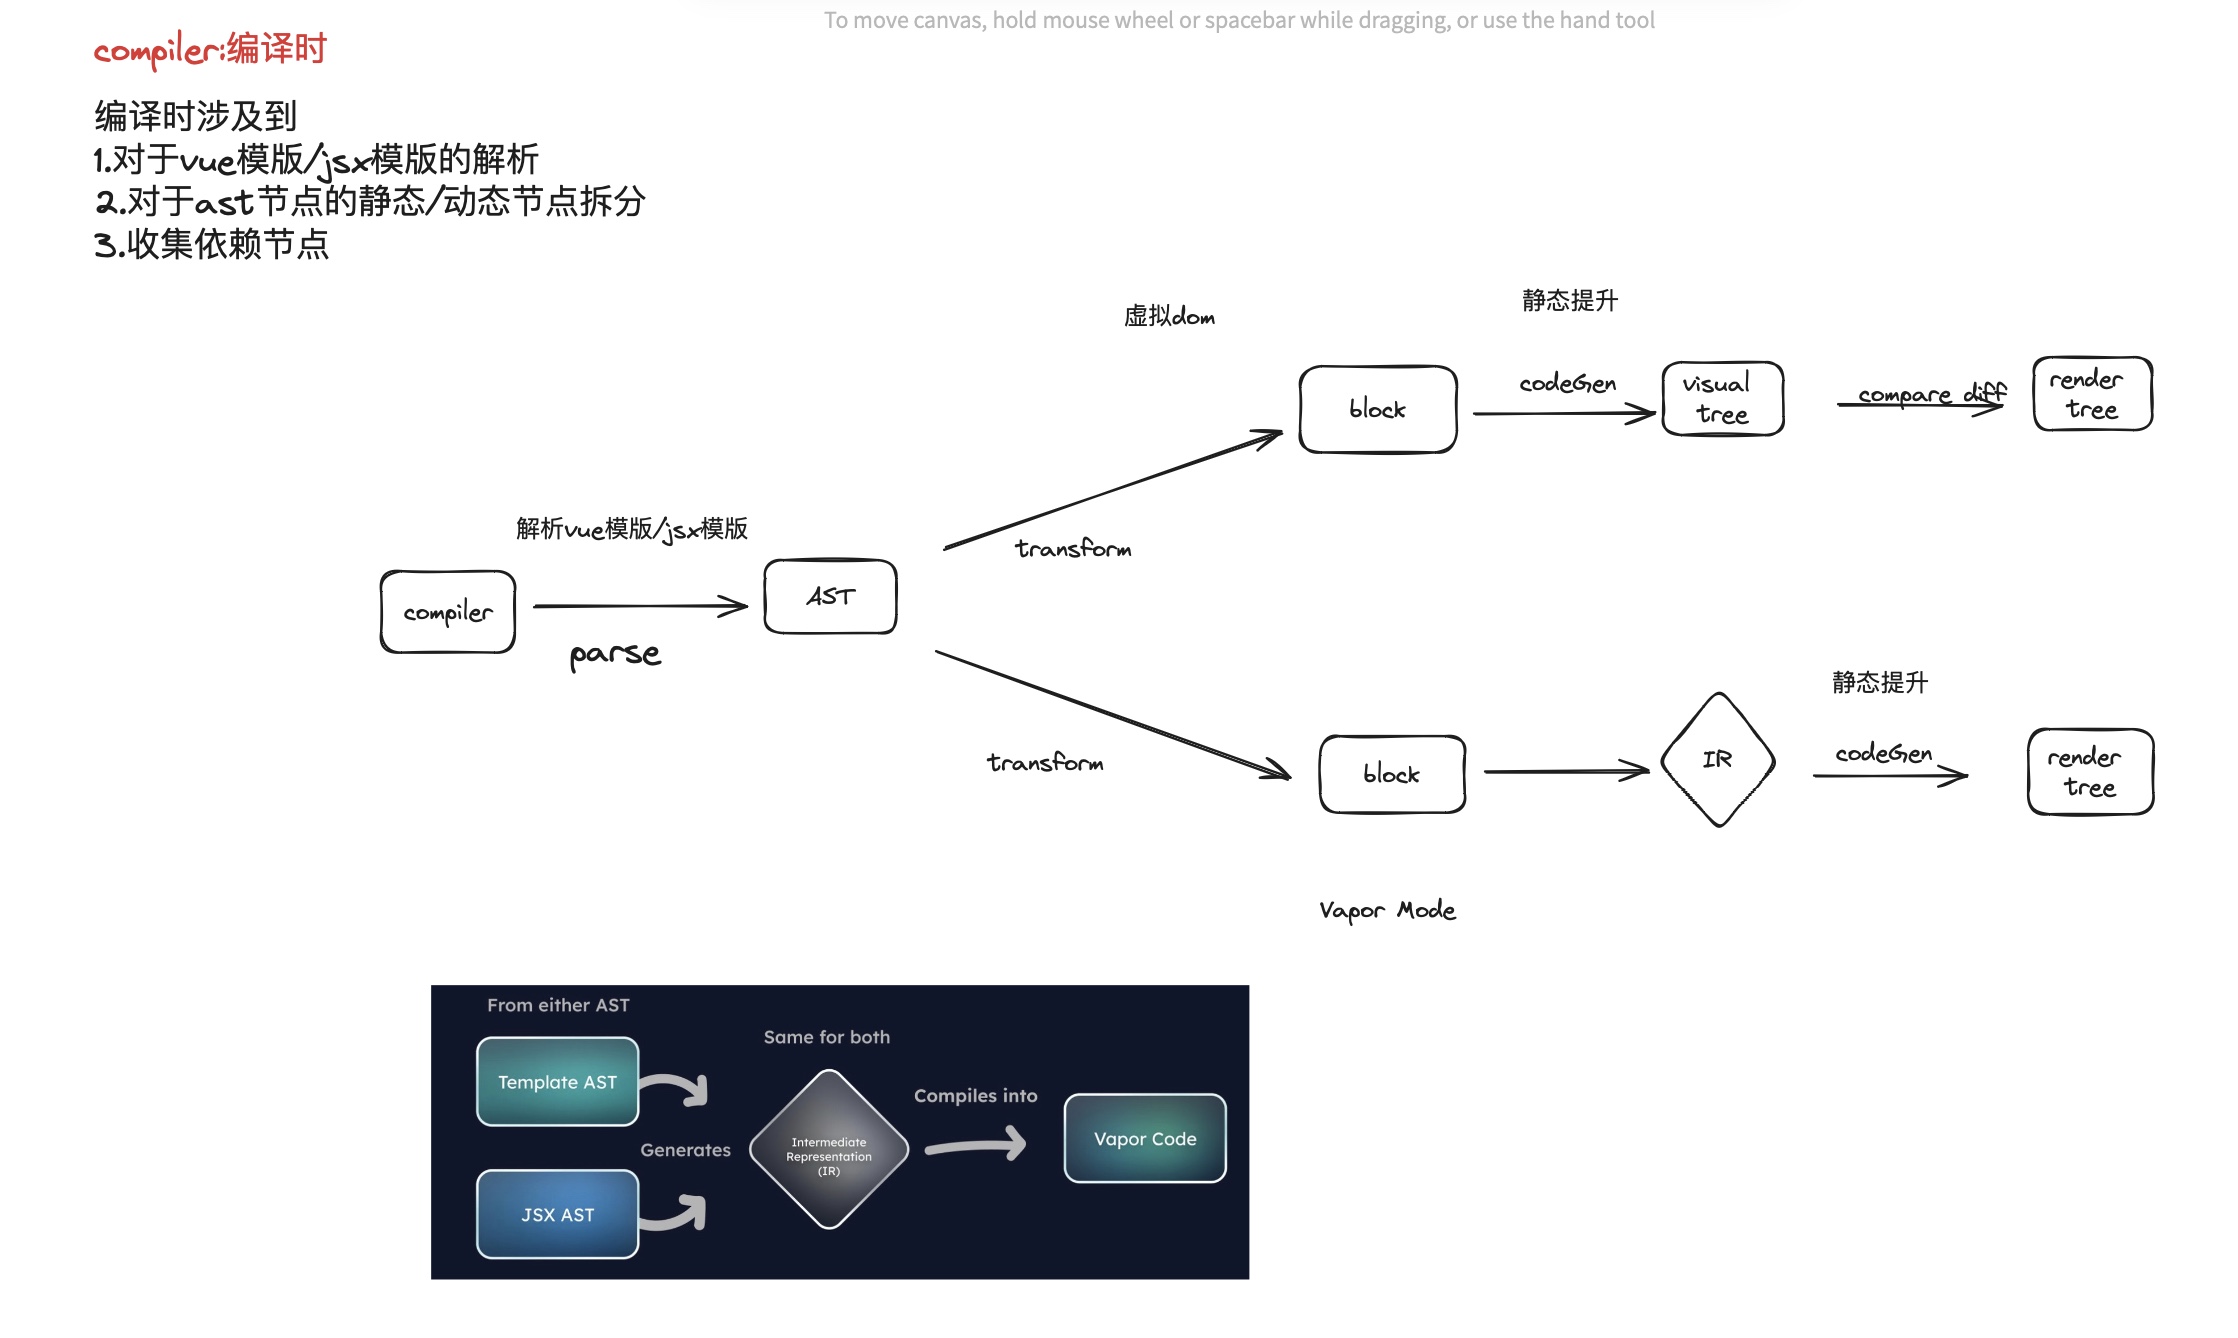 To move canvas, hold mouse wheel or spacebar while dragging, or use the hand tool
compiler:编译时
编译时涉及到
1.对于vue模版/jsx模版的解析
2.对于ast节点的静态/动态节点拆分
3.收集依赖节点
虚拟dom
静态提升
block
codeGen
visual
tree
compare diff
render
tree
解析vue模版/jsx模版
transform
compiler
AST
parse
transform
静态提升
block
IR
codeGen
render
tree
Vapor Mode
From either AST
Same for both
Template AST
Compiles into
Generates
Intermediate
Representation
(IR)
Vapor Code
JSX AST